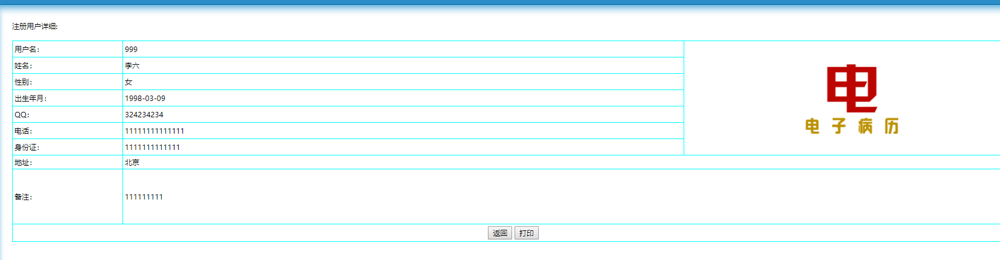 注册用户详细:
用户名： 999
姓名： 李六
性别： 女
出生年月： 1998-03-09
QQ： 324234234
电话： 11111111111111
身份证： 1111111111111
电
电子病历
地址： 北京
备注： 111111111
返回 打印